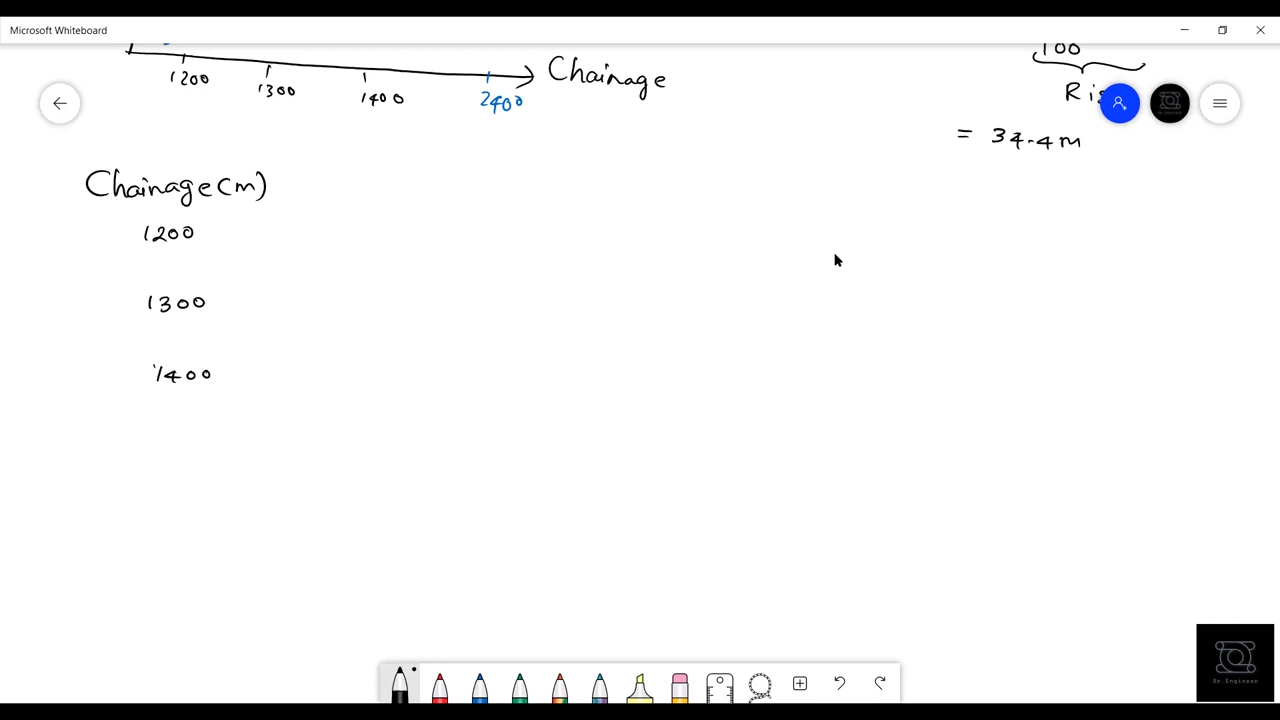 Microsoft Whiteboard
100
1200
1300
1400
2400
Chainage
= 34.4m
Chainage(m)
1200
1300
1400
Dr.Engineer